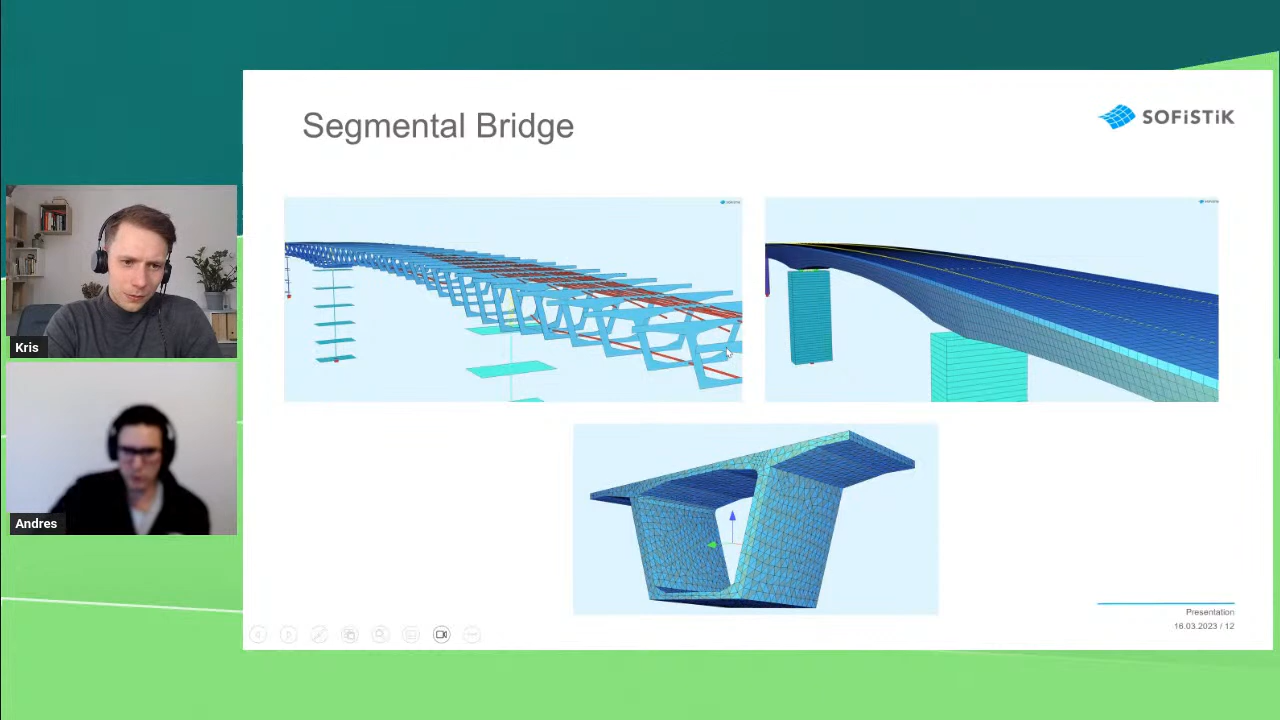 Segmental Bridge
SOFiSTiK
Kris
Andres
Presentation
16.03.2023 / 12